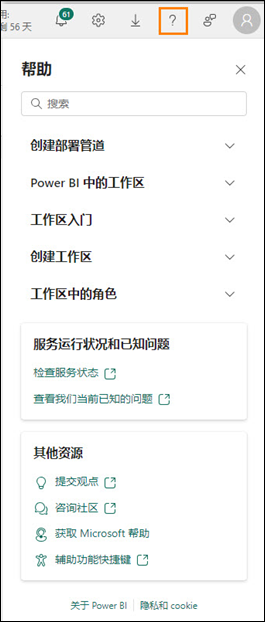 用:
61
56 天
帮助
搜索
创建部署管道
Power BI 中的工作区
工作区入门
创建工作区
工作区中的角色
服务运行状况和已知问题
检查服务状态
查看我们当前已知的问题
其他资源
提交观点
咨询社区
获取 Microsoft 帮助
辅助功能快捷键
关于 Power BI | 隐私和 cookie